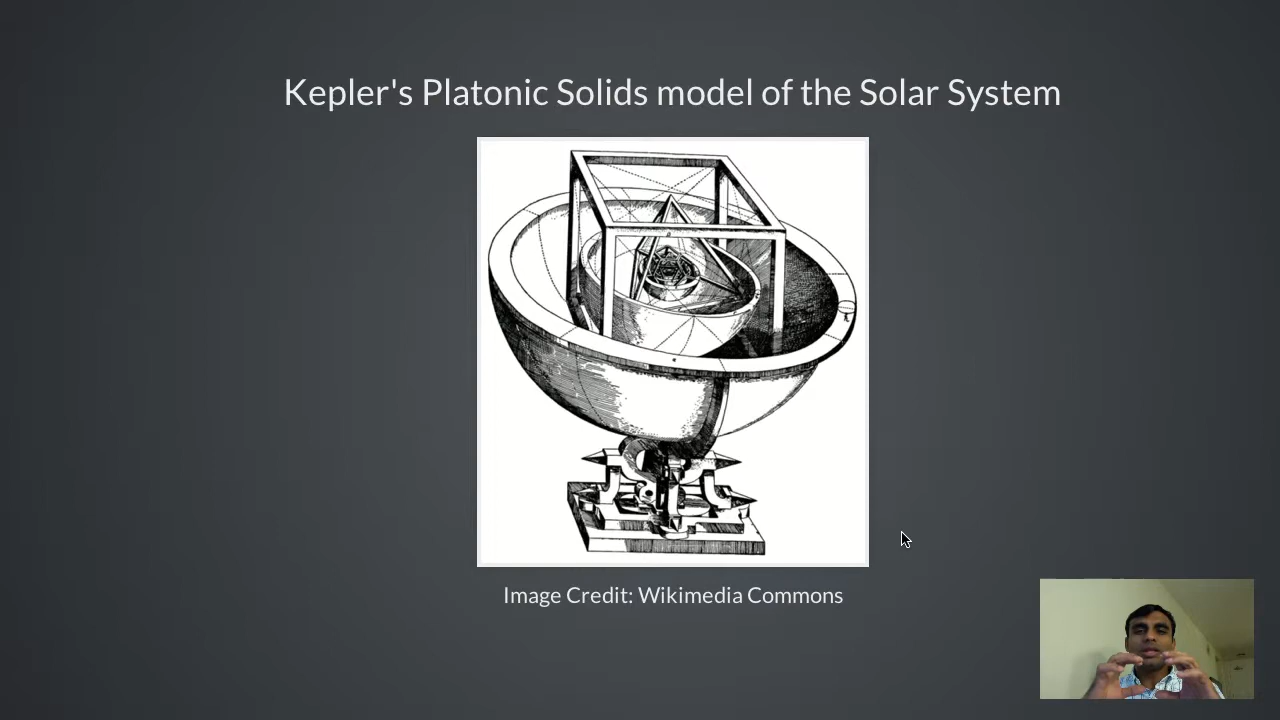 Kepler's Platonic Solids model of the Solar System
Image Credit: Wikimedia Commons